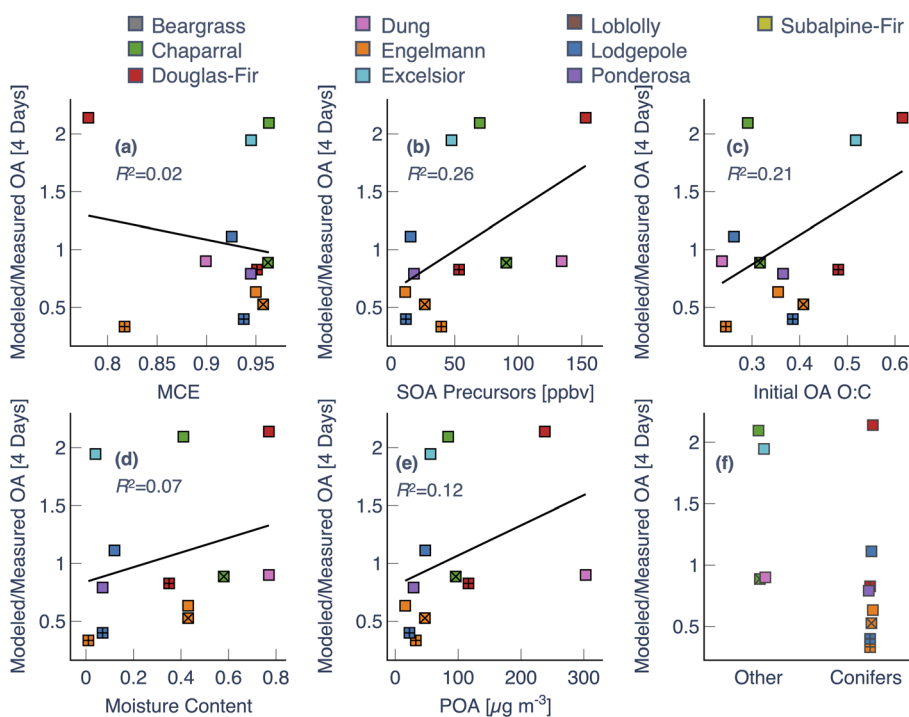 Beargrass Dung Loblolly Subalpine-Fir
Chaparral Engelmann Lodgepole
Douglas-Fir Excelsior Ponderosa
Modeled/Measured OA [4 Days]
2
1.5
1
0.5
(a)
R²=0.02
0.8 0.85 0.9 0.95
MCE
Modeled/Measured OA [4 Days]
2
1.5
1
0.5
(b)
R²=0.26
0 50 100 150
SOA Precursors [ppbv]
Modeled/Measured OA [4 Days]
2
1.5
1
0.5
(c)
R²=0.21
0.3 0.4 0.5 0.6
Initial OA O:C
Modeled/Measured OA [4 Days]
2
1.5
1
0.5
(d)
R²=0.07
0 0.2 0.4 0.6 0.8
Moisture Content
Modeled/Measured OA [4 Days]
2
1.5
1
0.5
(e)
R²=0.12
0 100 200 300
POA [µg m-³]
Modeled/Measured OA [4 Days]
2
1.5
1
0.5
(f)
Other Conifers